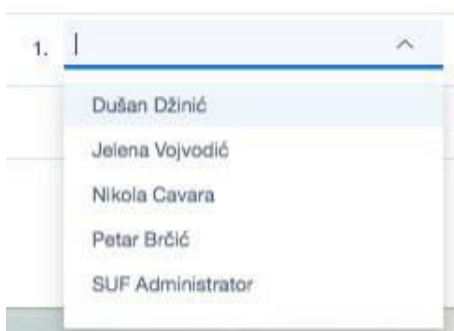 1.
Dušan Džinić
Jelena Vojvodić
Nikola Cavara
Petar Brčić
SUF Administrator